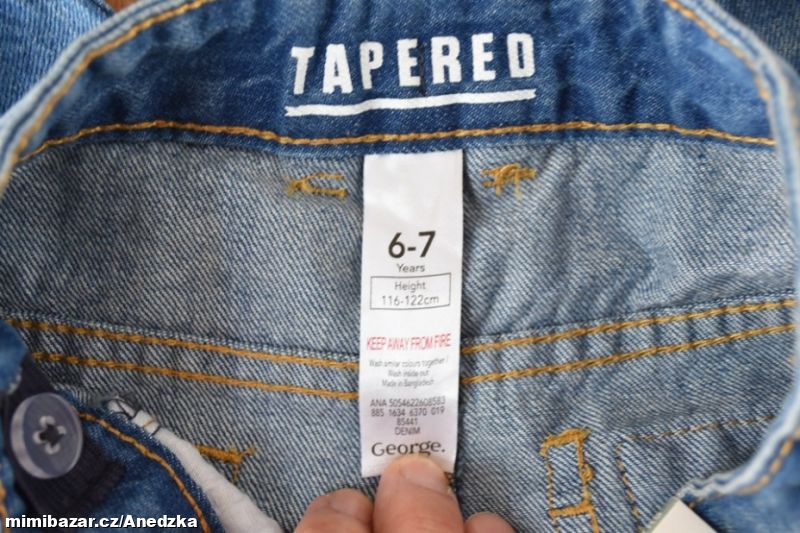 TAPERED
6-7
Years
Height
116-122cm
KEEP AWAY FROM FIRE
Wash similar colours together /
Wash inside out
Made in Bangladesh
ANA 5054622608583
885 1634 6370 019
85441
DENIM
George.
mimibazar.cz/Anedzka